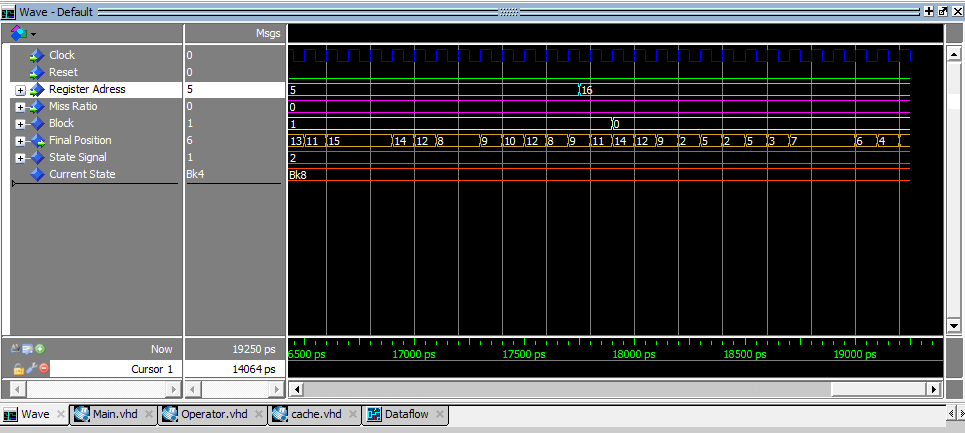 Wave - Default
Msgs
Clock 0
Reset 0
Register Adress 5 5 16
Miss Ratio 0 0
Block 1 1 0
Final Position 6 13 11 15 14 12 8 9 10 12 8 9 11 14 12 9 2 5 2 5 3 7 6 4
State Signal 1 2
Current State Bk4 Bk8
Now 19250 ps 6500 ps 17000 ps 17500 ps 18000 ps 18500 ps 19000 ps
Cursor 1 14064 ps
Wave Main.vhd Operator.vhd cache.vhd Dataflow